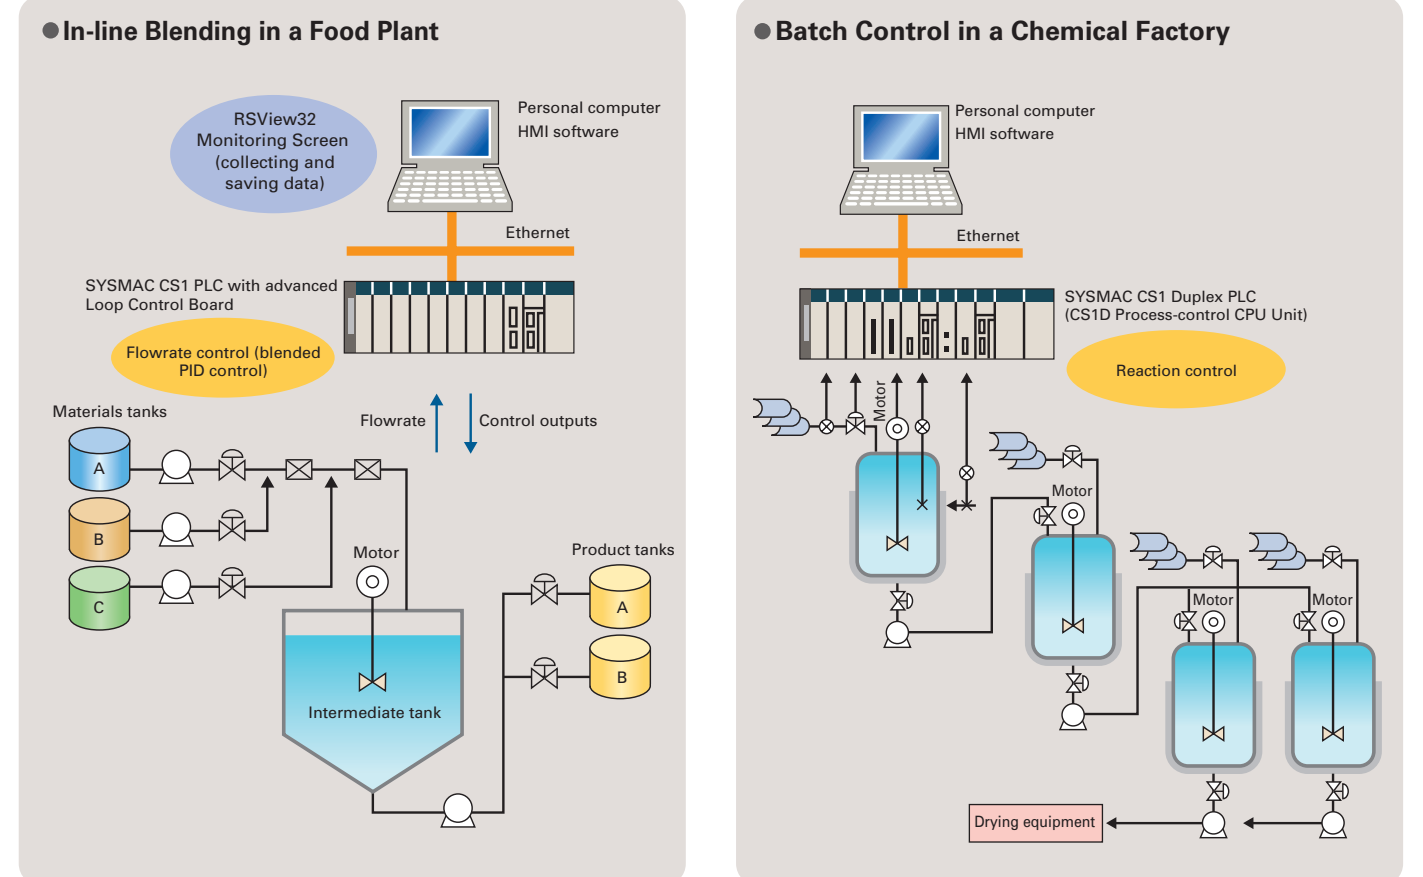 In-line Blending in a Food Plant
RSView32
Monitoring Screen
(collecting and
saving data)
Personal computer
HMI software
Ethernet
SYSMAC CS1 PLC with advanced
Loop Control Board
Flowrate control (blended
PID control)
Materials tanks
Flowrate
Control outputs
A
B
C
Motor
Product tanks
A
B
Intermediate tank
Batch Control in a Chemical Factory
Personal computer
HMI software
Ethernet
SYSMAC CS1 Duplex PLC
(CS1D Process-control CPU Unit)
Reaction control
Motor
Motor
Motor
Motor
Drying equipment